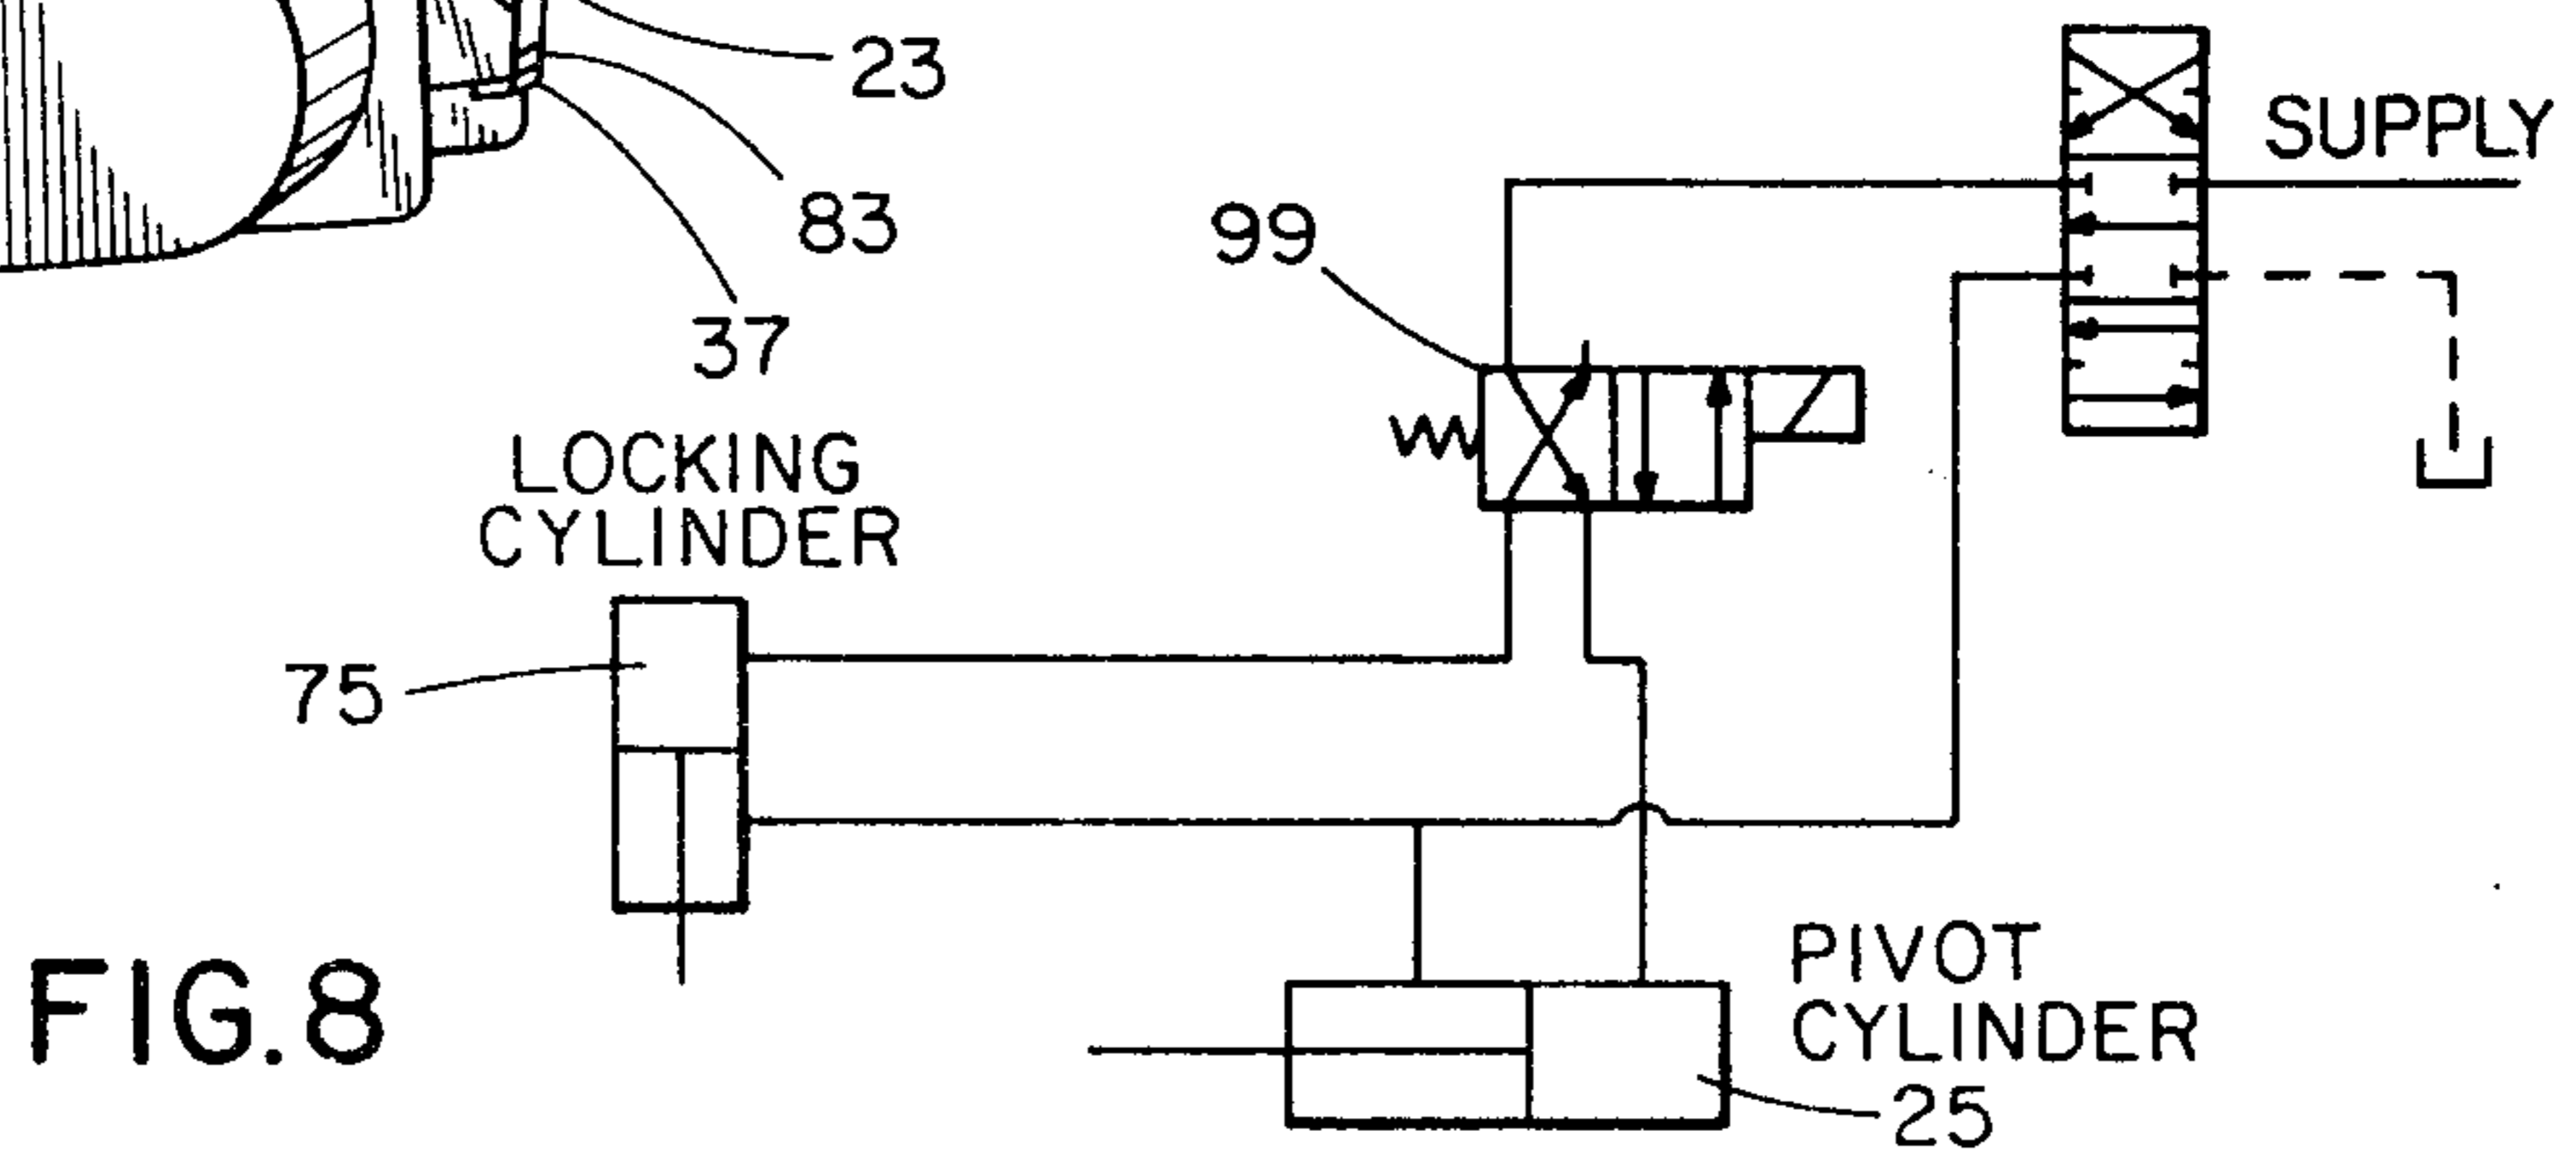 23
SUPPLY
83
99
37
LOCKING
CYLINDER
75
PIVOT
CYLINDER
25
FIG.8